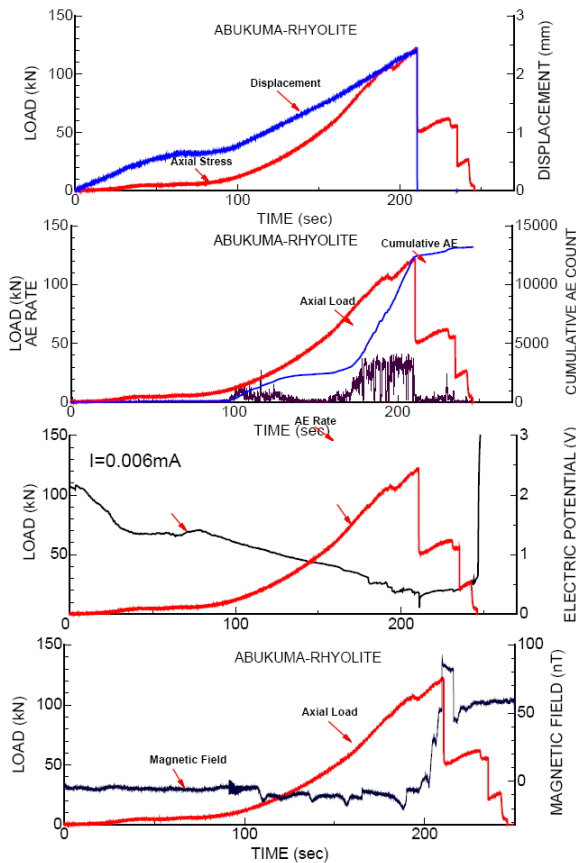 ABUKUMA-RHYOLITE
150
100
50
0
LOAD (kN)
Displacement
Axial Stress
3
2
1
0
DISPLACEMENT (mm)
0
100
200
TIME (sec)
ABUKUMA-RHYOLITE
Cumulative AE
150
100
50
0
LOAD (kN)
AE RATE
Axial Load
15000
10000
5000
0
CUMULATIVE AE COUNT
0
100
200
AE Rate
TIME (sec)
I=0.006mA
150
100
50
LOAD (kN)
3
2
1
0
ELECTRIC POTENTIAL (V)
0
100
200
ABUKUMA-RHYOLITE
150
100
50
0
LOAD (kN)
Axial Load
Magnetic Field
100
50
0
MAGNETIC FIELD (nT)
0
100
200
TIME (sec)